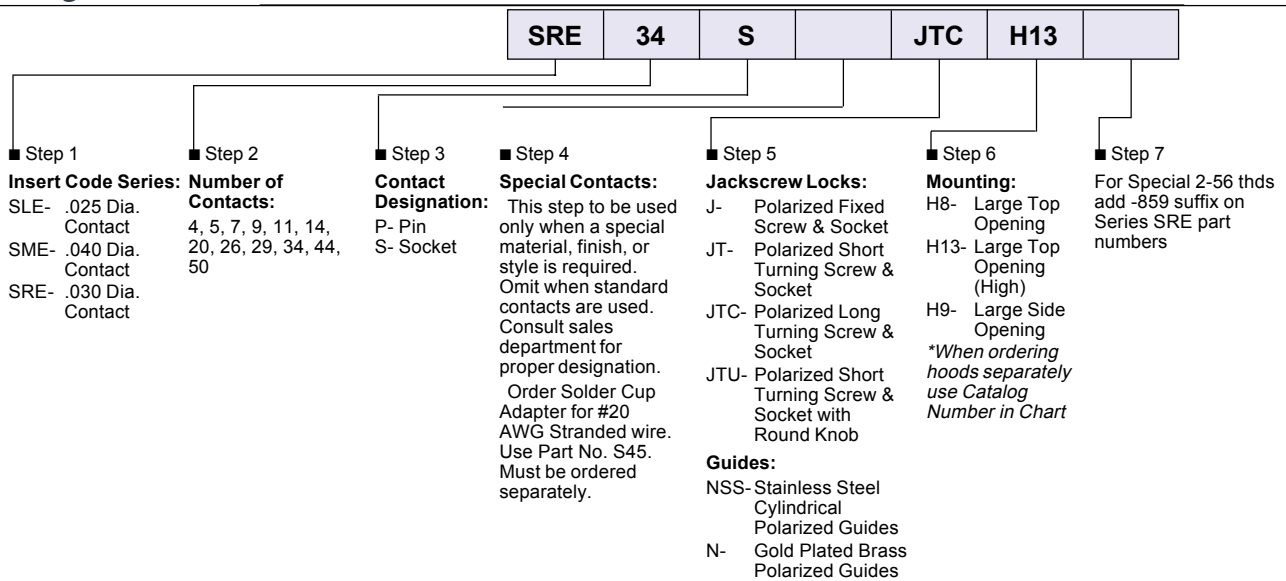 SRE 34 S JTC H13
■ Step 1
Insert Code Series:
SLE- .025 Dia.
Contact
SME- .040 Dia.
Contact
SRE- .030 Dia.
Contact
■ Step 2
Number of
Contacts:
4, 5, 7, 9, 11, 14,
20, 26, 29, 34, 44,
50
■ Step 3
Contact
Designation:
P- Pin
S- Socket
■ Step 4
Special Contacts:
This step to be used
only when a special
material, finish, or
style is required.
Omit when standard
contacts are used.
Consult sales
department for
proper designation.
Order Solder Cup
Adapter for #20
AWG Stranded wire.
Use Part No. S45.
Must be ordered
separately.
■ Step 5
Jackscrew Locks:
J- Polarized Fixed
Screw & Socket
JT- Polarized Short
Turning Screw &
Socket
JTC- Polarized Long
Turning Screw &
Socket
JTU- Polarized Short
Turning Screw &
Socket with
Round Knob
Guides:
NSS- Stainless Steel
Cylindrical
Polarized Guides
N- Gold Plated Brass
Polarized Guides
■ Step 6
Mounting:
H8- Large Top
Opening
H13- Large Top
Opening
(High)
H9- Large Side
Opening
*When ordering
hoods separately
use Catalog
Number in Chart
■ Step 7
For Special 2-56 thds
add -859 suffix on
Series SRE part
numbers